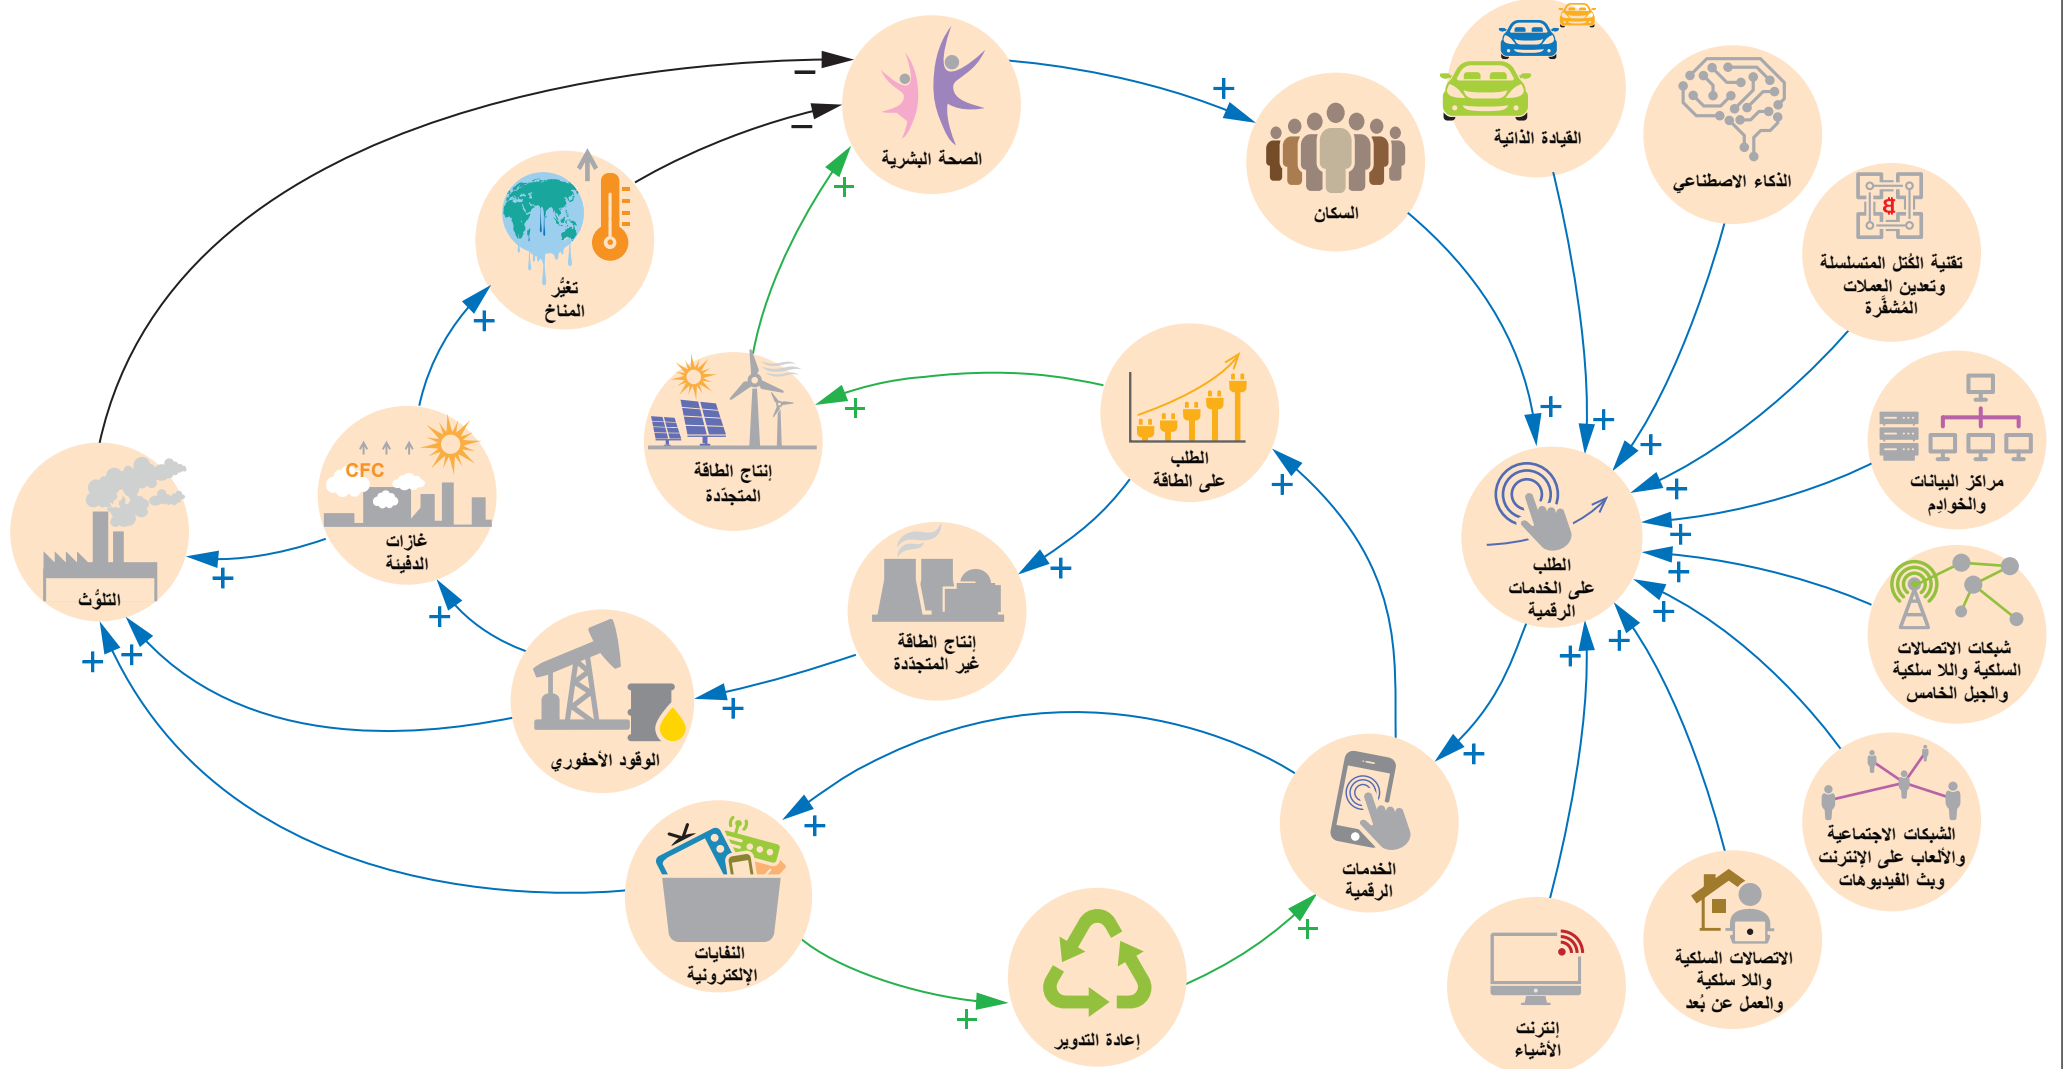 القيادة الذاتية
الذكاء الاصطناعي
تقنية الكُتل المتسلسلة
وتعدين العملات
المُشفَّرة
مراكز البيانات
والخوادِم
شبكات الاتصالات
السلكية واللا سلكية
والجيل الخامس
الشبكات الاجتماعية
والألعاب على الإنترنت
وبث الفيديوهات
الاتصالات السلكية
واللا سلكية
والعمل عن بُعد
إنترنت
الأشياء
الطلب
على الخدمات
الرقمية
السكان
الصحة البشرية
تغيُّر
المناخ
إنتاج الطاقة
المتجدّدة
الطلب
على الطاقة
CFC
غازات
الدفيئة
التلوُّث
إنتاج الطاقة
غير المتجدّدة
الوقود الأحفوري
الخدمات
الرقمية
النفايات
الإلكترونية
إعادة التدوير